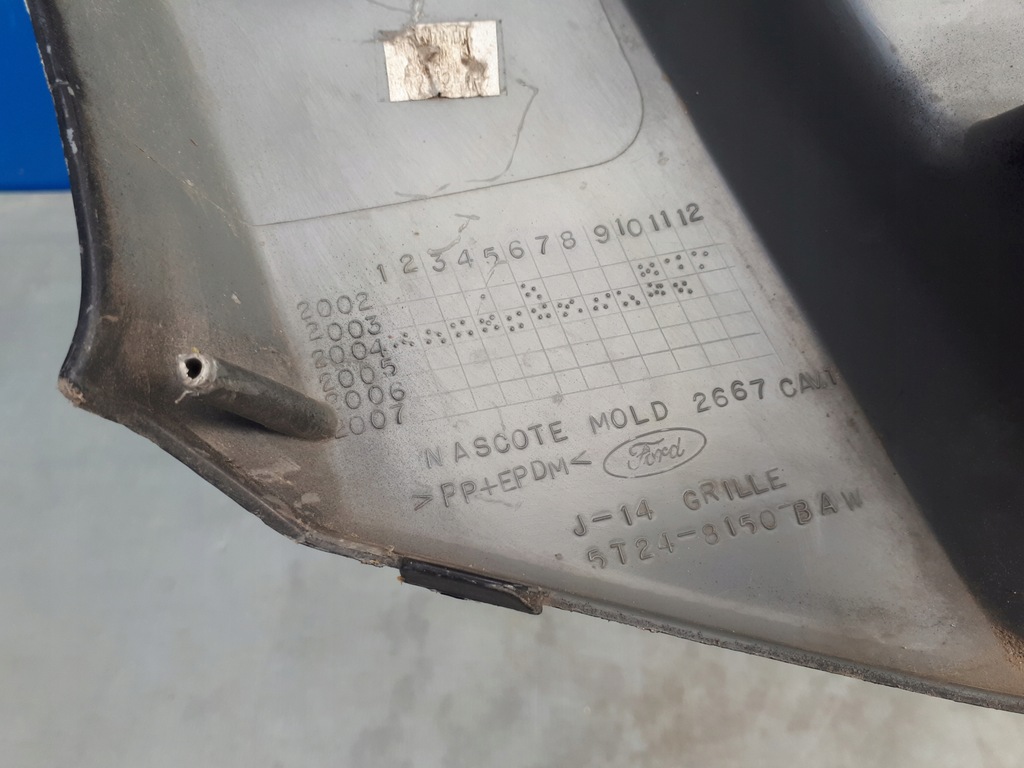 1 2 3 4 5 6 7 8 9 10 11 12
2002
2003
2004
2005
2006
2007
NASCOTE MOLD 2667
>PP+EPDM< Ford
J-14 GRILLE
5T24-8150-BAW